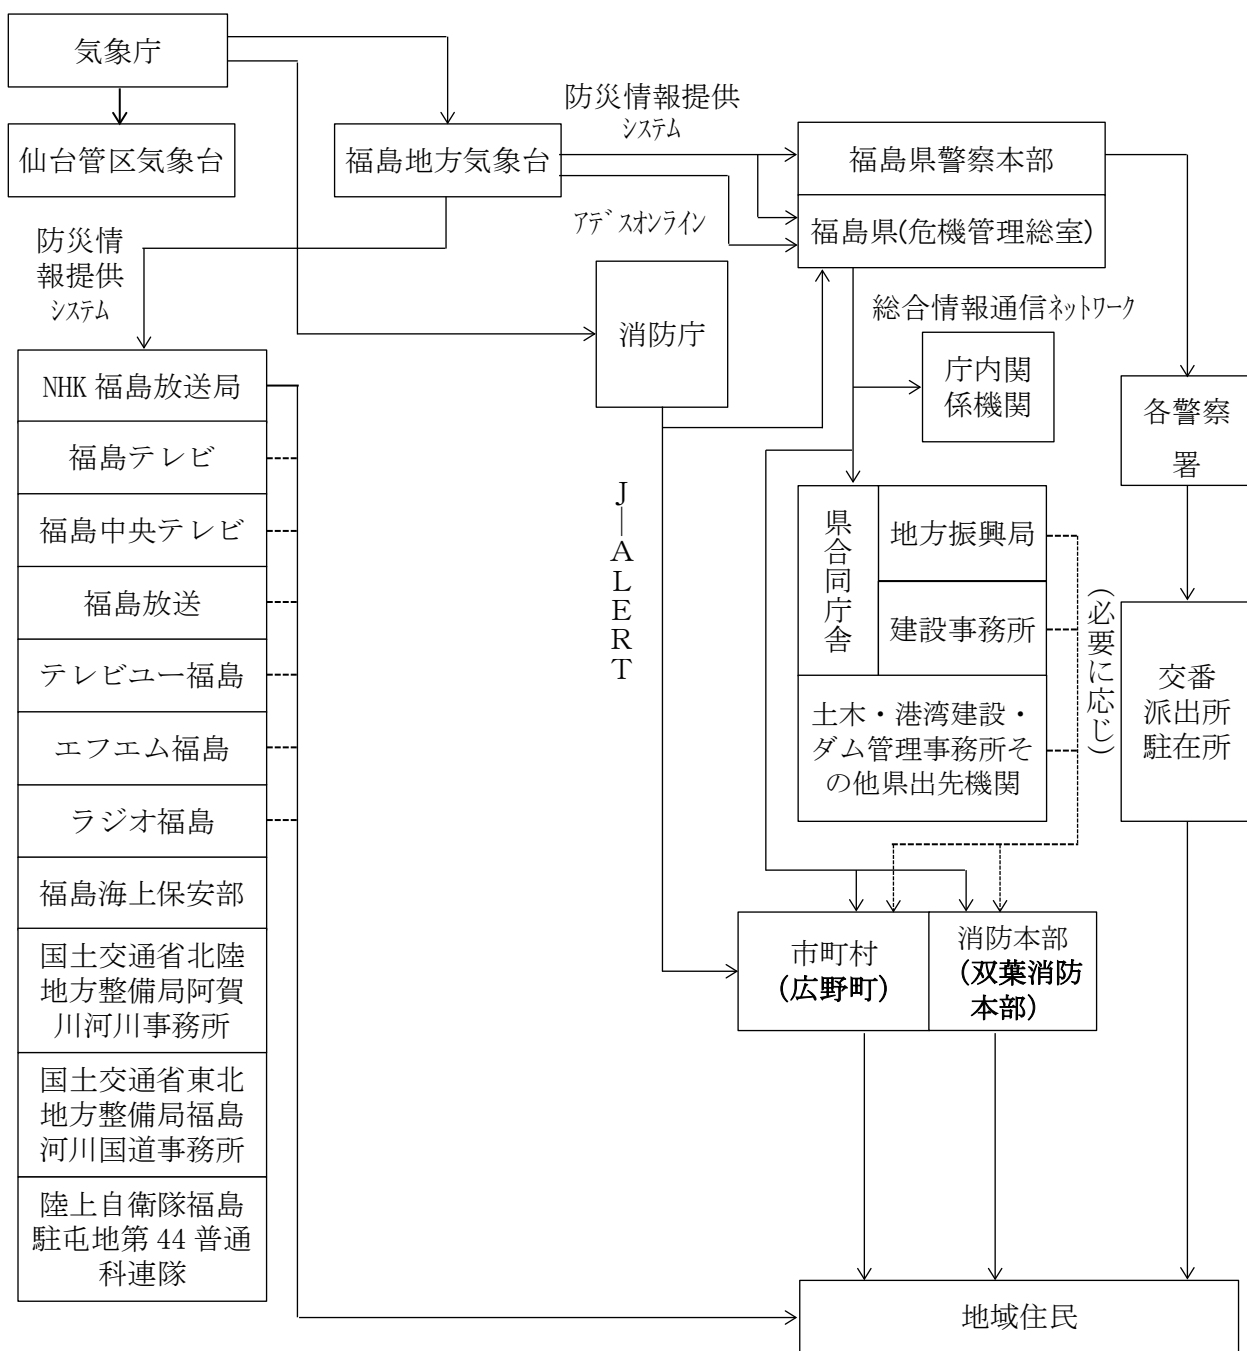 気象庁
仙台管区気象台
福島地方気象台
防災情報提供
システム
福島県警察本部
福島県(危機管理総室)
アデスオンライン
防災情
報提供
システム
消防庁
総合情報通信ネットワーク
庁内関
係機関
各警察
署
NHK 福島放送局
福島テレビ
福島中央テレビ
福島放送
テレビユー福島
エフエム福島
ラジオ福島
福島海上保安部
国土交通省北陸
地方整備局阿賀
川河川事務所
国土交通省東北
地方整備局福島
河川国道事務所
陸上自衛隊福島
駐屯地第 44 普通
科連隊
J―ALERT
県合同庁舎
地方振興局
建設事務所
土木・港湾建設・
ダム管理事務所そ
の他県出先機関
(必要に応じ)
交番
派出所
駐在所
市町村
(広野町)
消防本部
(双葉消防
本部)
地域住民